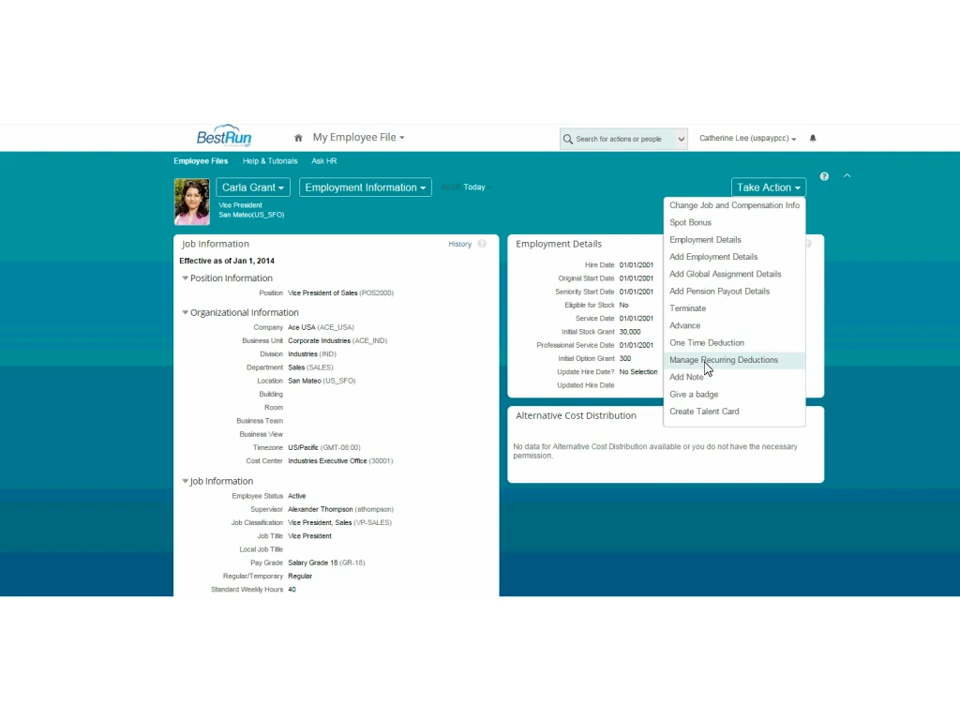 BestRun
My Employee File
Search for actions or people
Catherine Lee (uspaypcc)
Employee Files Help & Tutorials Ask HR
Carla Grant
Employment Information
Today
Take Action
Vice President
San Mateo(US_SFO)
Change Job and Compensation Info
Spot Bonus
Employment Details
Add Employment Details
Add Global Assignment Details
Add Pension Payout Details
Terminate
Advance
One Time Deduction
Manage Recurring Deductions
Add Note
Give a badge
Create Talent Card
Job Information
History
Effective as of Jan 1, 2014
Position Information
Position Vice President of Sales (POS2000)
Organizational Information
Company Ace USA (ACE_USA)
Business Unit Corporate Industries (ACE_IND)
Division Industries (IND)
Department Sales (SALES)
Location San Mateo (US_SFO)
Building
Room
Business Team
Business View
Timezone US/Pacific (GMT-08:00)
Cost Center Industries Executive Office (30001)
Job Information
Employee Status Active
Supervisor Alexander Thompson (athompson)
Job Classification Vice President, Sales (VP-SALES)
Job Title Vice President
Local Job Title
Pay Grade Salary Grade 18 (GR-18)
Regular/Temporary Regular
Standard Weekly Hours 40
Employment Details
Hire Date 01/01/2001
Original Start Date 01/01/2001
Seniority Start Date 01/01/2001
Eligible for Stock No
Service Date 01/01/2001
Initial Stock Grant 30,000
Professional Service Date 01/01/2001
Initial Option Grant 300
Update Hire Date? No Selection
Updated Hire Date
Alternative Cost Distribution
No data for Alternative Cost Distribution available or you do not have the necessary
permission.